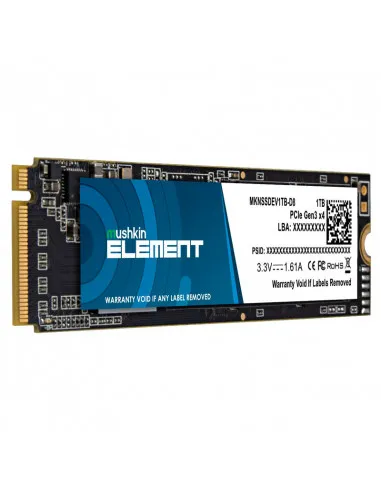 mushkin
ELEMENT
WARRANTY VOID IF ANY LABEL REMOVED
MKNSSDEV1TB-D8 1TB
PCIe Gen3 x4
LBA: XXXXXXXXX
PSID: XXXXXXXXXXXXXXXXXXXXXXXXXXXXXXXX
3.3V⎓1.61A CE FC RoHS
Warranty Void If Labels Removed